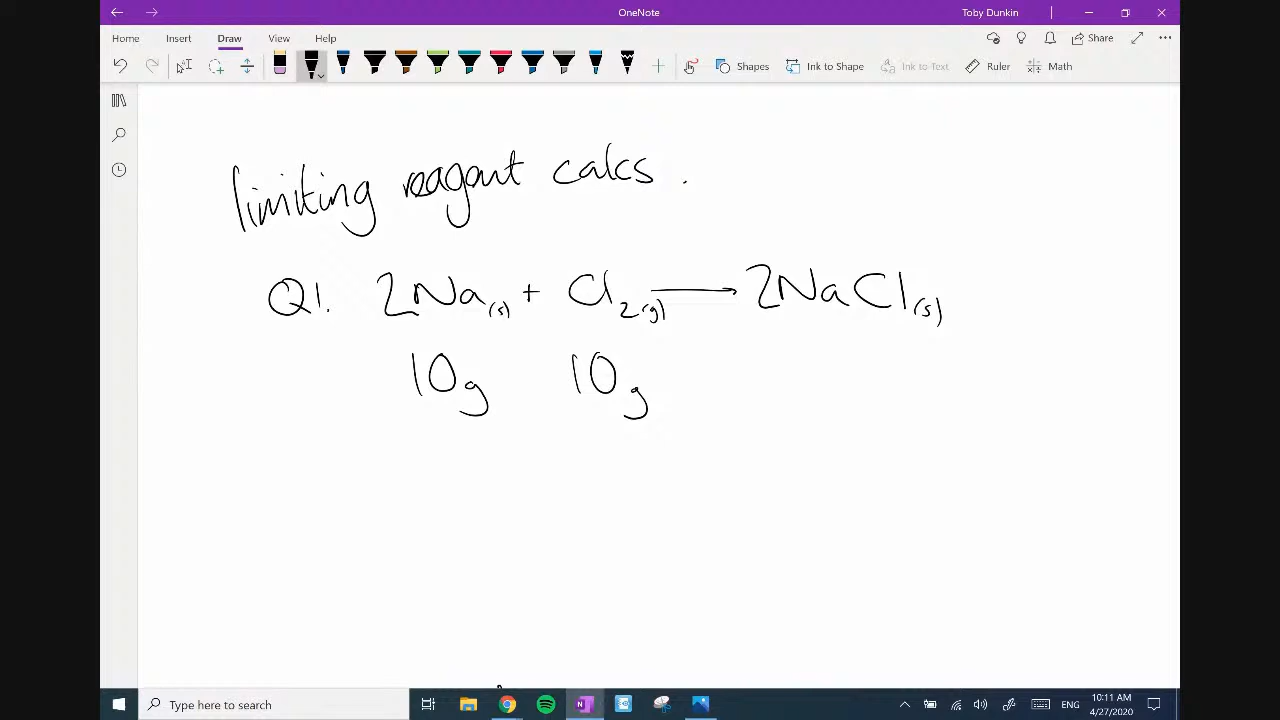 OneNote
Toby Dunkin
Home Insert Draw View Help
Share
Shapes Ink to Shape Ink to Text Ruler Math
limiting reagent calcs.
Q1. 2Na(s) + Cl2(g) → 2NaCl(s)
10g 10g
Type here to search
ENG
10:11 AM
4/27/2020